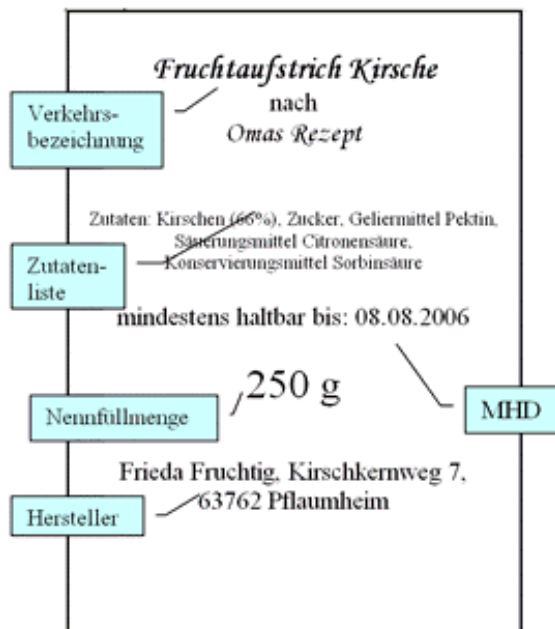 Fruchtaufstrich Kirsche
nach
Omas Rezept
Verkehrs-
bezeichnung
Zutaten: Kirschen (66%), Zucker, Geliermittel Pektin,
Säuerungsmittel Citronensäure,
Konservierungsmittel Sorbinsäure
Zutaten-
liste
mindestens haltbar bis: 08.08.2006
250 g
Nennfüllmenge
MHD
Frieda Fruchtig, Kirschkernweg 7,
63762 Pflaumheim
Hersteller